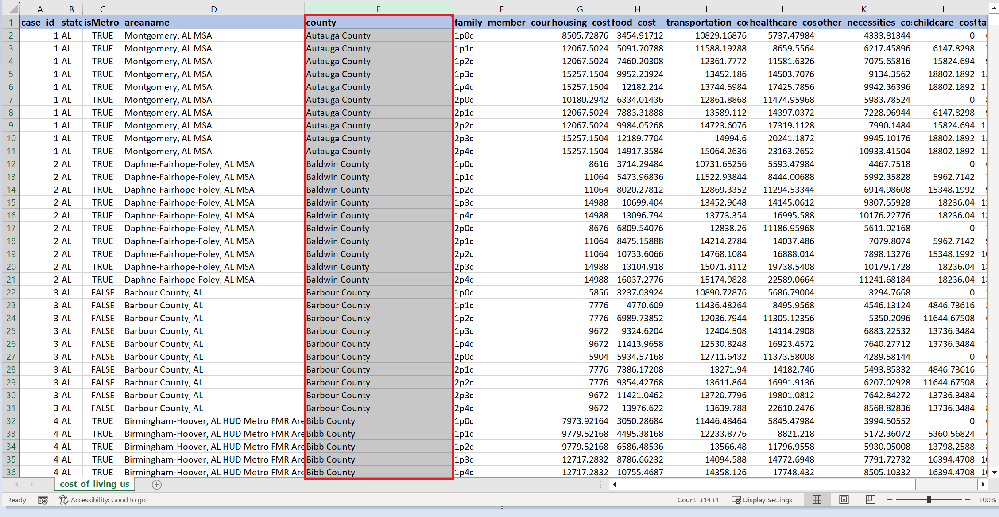 A B C D E F G H I J K L
1 case_id state isMetro areaname county family_member_cour housing_cost food_cost transportation_co healthcare_cos other_necessities_co childcare_cost ta
2 1 AL TRUE Montgomery, AL MSA Autauga County 1p0c 8505.72876 3454.91712 10829.16876 5737.47984 4333.81344 0
3 1 AL TRUE Montgomery, AL MSA Autauga County 1p1c 12067.5024 5091.70788 11588.19288 8659.5564 6217.45896 6147.8298
4 1 AL TRUE Montgomery, AL MSA Autauga County 1p2c 12067.5024 7460.20308 12361.7772 11581.6326 7075.65816 15824.694
5 1 AL TRUE Montgomery, AL MSA Autauga County 1p3c 15257.1504 9952.23924 13452.186 14503.7076 9134.3562 18802.1892
6 1 AL TRUE Montgomery, AL MSA Autauga County 1p4c 15257.1504 12182.214 13744.5984 17425.7856 9942.36396 18802.1892
7 1 AL TRUE Montgomery, AL MSA Autauga County 2p0c 10180.2942 6334.01436 12861.8868 11474.95968 5983.78524 0
8 1 AL TRUE Montgomery, AL MSA Autauga County 2p1c 12067.5024 7883.31888 13589.112 14397.0372 7228.96944 6147.8298
9 1 AL TRUE Montgomery, AL MSA Autauga County 2p2c 12067.5024 9984.05268 14723.6076 17319.1128 7990.1484 15824.694
10 1 AL TRUE Montgomery, AL MSA Autauga County 2p3c 15257.1504 12189.7704 14994.6 20241.1872 9945.10176 18802.1892
11 1 AL TRUE Montgomery, AL MSA Autauga County 2p4c 15257.1504 14917.3584 15064.2636 23163.2652 10933.41504 18802.1892
12 2 AL TRUE Daphne-Fairhope-Foley, AL MSA Baldwin County 1p0c 8616 3714.29484 10731.65256 5593.47984 4467.7518 0
13 2 AL TRUE Daphne-Fairhope-Foley, AL MSA Baldwin County 1p1c 11064 5473.96836 11522.93844 8444.00688 5992.35828 5962.7142
14 2 AL TRUE Daphne-Fairhope-Foley, AL MSA Baldwin County 1p2c 11064 8020.27812 12869.3352 11294.53344 6914.98608 15348.1992
15 2 AL TRUE Daphne-Fairhope-Foley, AL MSA Baldwin County 1p3c 14988 10699.404 13452.9648 14145.0612 9307.55928 18236.04
16 2 AL TRUE Daphne-Fairhope-Foley, AL MSA Baldwin County 1p4c 14988 13096.794 13773.354 16995.588 10176.22776 18236.04
17 2 AL TRUE Daphne-Fairhope-Foley, AL MSA Baldwin County 2p0c 8676 6809.54076 12838.26 11186.95968 5611.02168 0
18 2 AL TRUE Daphne-Fairhope-Foley, AL MSA Baldwin County 2p1c 11064 8475.15888 14214.2784 14037.486 7079.8074 5962.7142
19 2 AL TRUE Daphne-Fairhope-Foley, AL MSA Baldwin County 2p2c 11064 10733.6066 14768.1084 16888.014 7898.13276 15348.1992
20 2 AL TRUE Daphne-Fairhope-Foley, AL MSA Baldwin County 2p3c 14988 13104.918 15071.3112 19738.5408 10179.1728 18236.04
21 2 AL TRUE Daphne-Fairhope-Foley, AL MSA Baldwin County 2p4c 14988 16037.2776 15174.9828 22589.0664 11241.68184 18236.04
22 3 AL FALSE Barbour County, AL Barbour County 1p0c 5856 3237.03924 10890.72876 5686.79004 3294.7668 0
23 3 AL FALSE Barbour County, AL Barbour County 1p1c 7776 4770.609 11436.48264 8495.9568 4546.13124 4846.73616
24 3 AL FALSE Barbour County, AL Barbour County 1p2c 7776 6989.73852 12036.7944 11305.12356 5350.2096 11644.67508
25 3 AL FALSE Barbour County, AL Barbour County 1p3c 9672 9324.6204 12404.508 14114.2908 6883.22532 13736.3484
26 3 AL FALSE Barbour County, AL Barbour County 1p4c 9672 11413.9658 12530.8248 16923.4572 7640.27712 13736.3484
27 3 AL FALSE Barbour County, AL Barbour County 2p0c 5904 5934.57168 12711.6432 11373.58008 4289.58144 0
28 3 AL FALSE Barbour County, AL Barbour County 2p1c 7776 7386.17208 13271.94 14182.746 5493.85332 4846.73616
29 3 AL FALSE Barbour County, AL Barbour County 2p2c 7776 9354.42768 13611.864 16991.9136 6207.02928 11644.67508
30 3 AL FALSE Barbour County, AL Barbour County 2p3c 9672 11421.0462 13720.7796 19801.0812 7642.84272 13736.3484
31 3 AL FALSE Barbour County, AL Barbour County 2p4c 9672 13976.622 13639.788 22610.2476 8568.82836 13736.3484
32 4 AL TRUE Birmingham-Hoover, AL HUD Metro FMR Are Bibb County 1p0c 7973.92164 3050.28684 11446.48464 5845.47984 3994.50552 0
33 4 AL TRUE Birmingham-Hoover, AL HUD Metro FMR Are Bibb County 1p1c 9779.52168 4495.38168 12233.8776 8821.218 5172.36072 5360.56824
34 4 AL TRUE Birmingham-Hoover, AL HUD Metro FMR Are Bibb County 1p2c 9779.52168 6586.48536 13566.48 11796.9558 5930.05008 13798.2588
35 4 AL TRUE Birmingham-Hoover, AL HUD Metro FMR Are Bibb County 1p3c 12717.2832 8786.66232 14094.588 14772.6948 7791.72732 16394.4708
36 4 AL TRUE Birmingham-Hoover, AL HUD Metro FMR Are Bibb County 1p4c 12717.2832 10755.4687 14358.126 17748.432 8505.10332 16394.4708
cost_of_living_us
Ready Accessibility: Good to go Count: 31431 Display Settings 100%